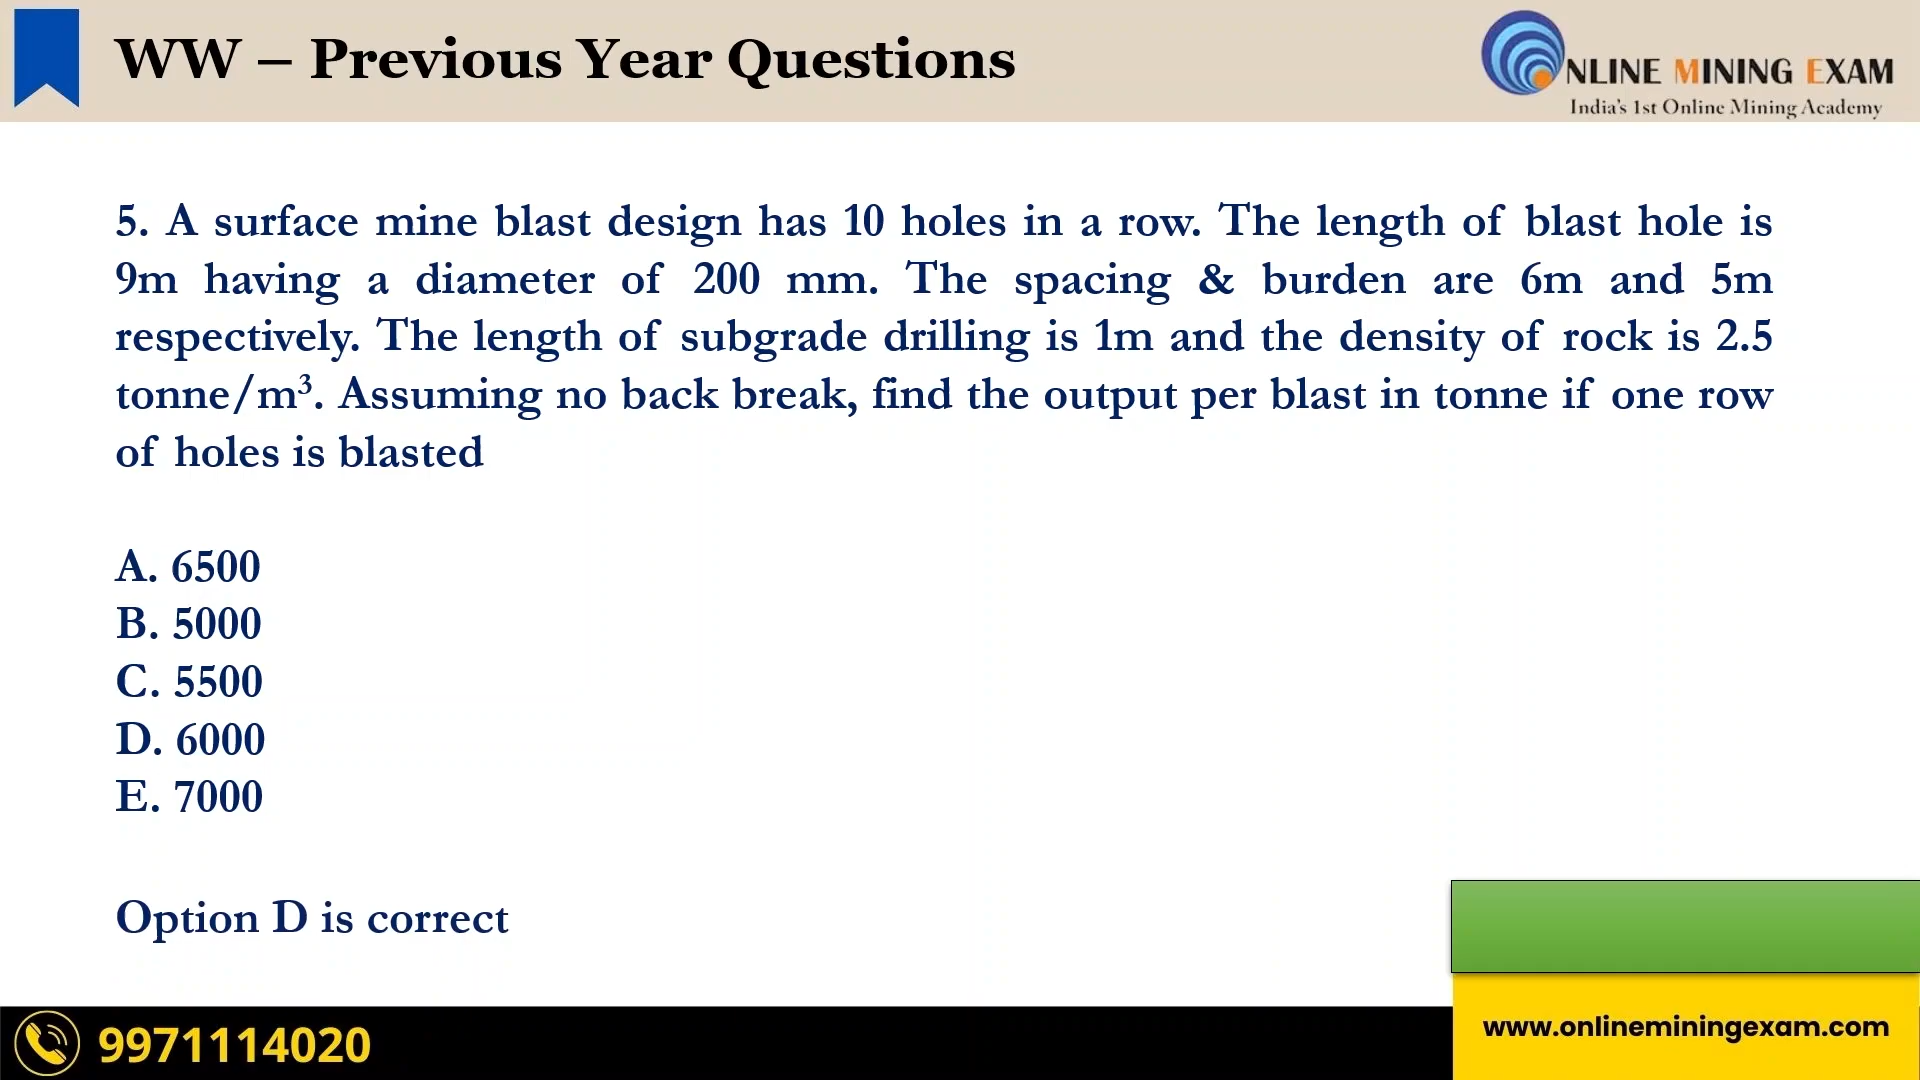 WW – Previous Year Questions
ONLINE MINING EXAM
India's 1st Online Mining Academy
5. A surface mine blast design has 10 holes in a row. The length of blast hole is
9m having a diameter of 200 mm. The spacing & burden are 6m and 5m
respectively. The length of subgrade drilling is 1m and the density of rock is 2.5
tonne/m³. Assuming no back break, find the output per blast in tonne if one row
of holes is blasted
A. 6500
B. 5000
C. 5500
D. 6000
E. 7000
Option D is correct
9971114020
www.onlineminingexam.com